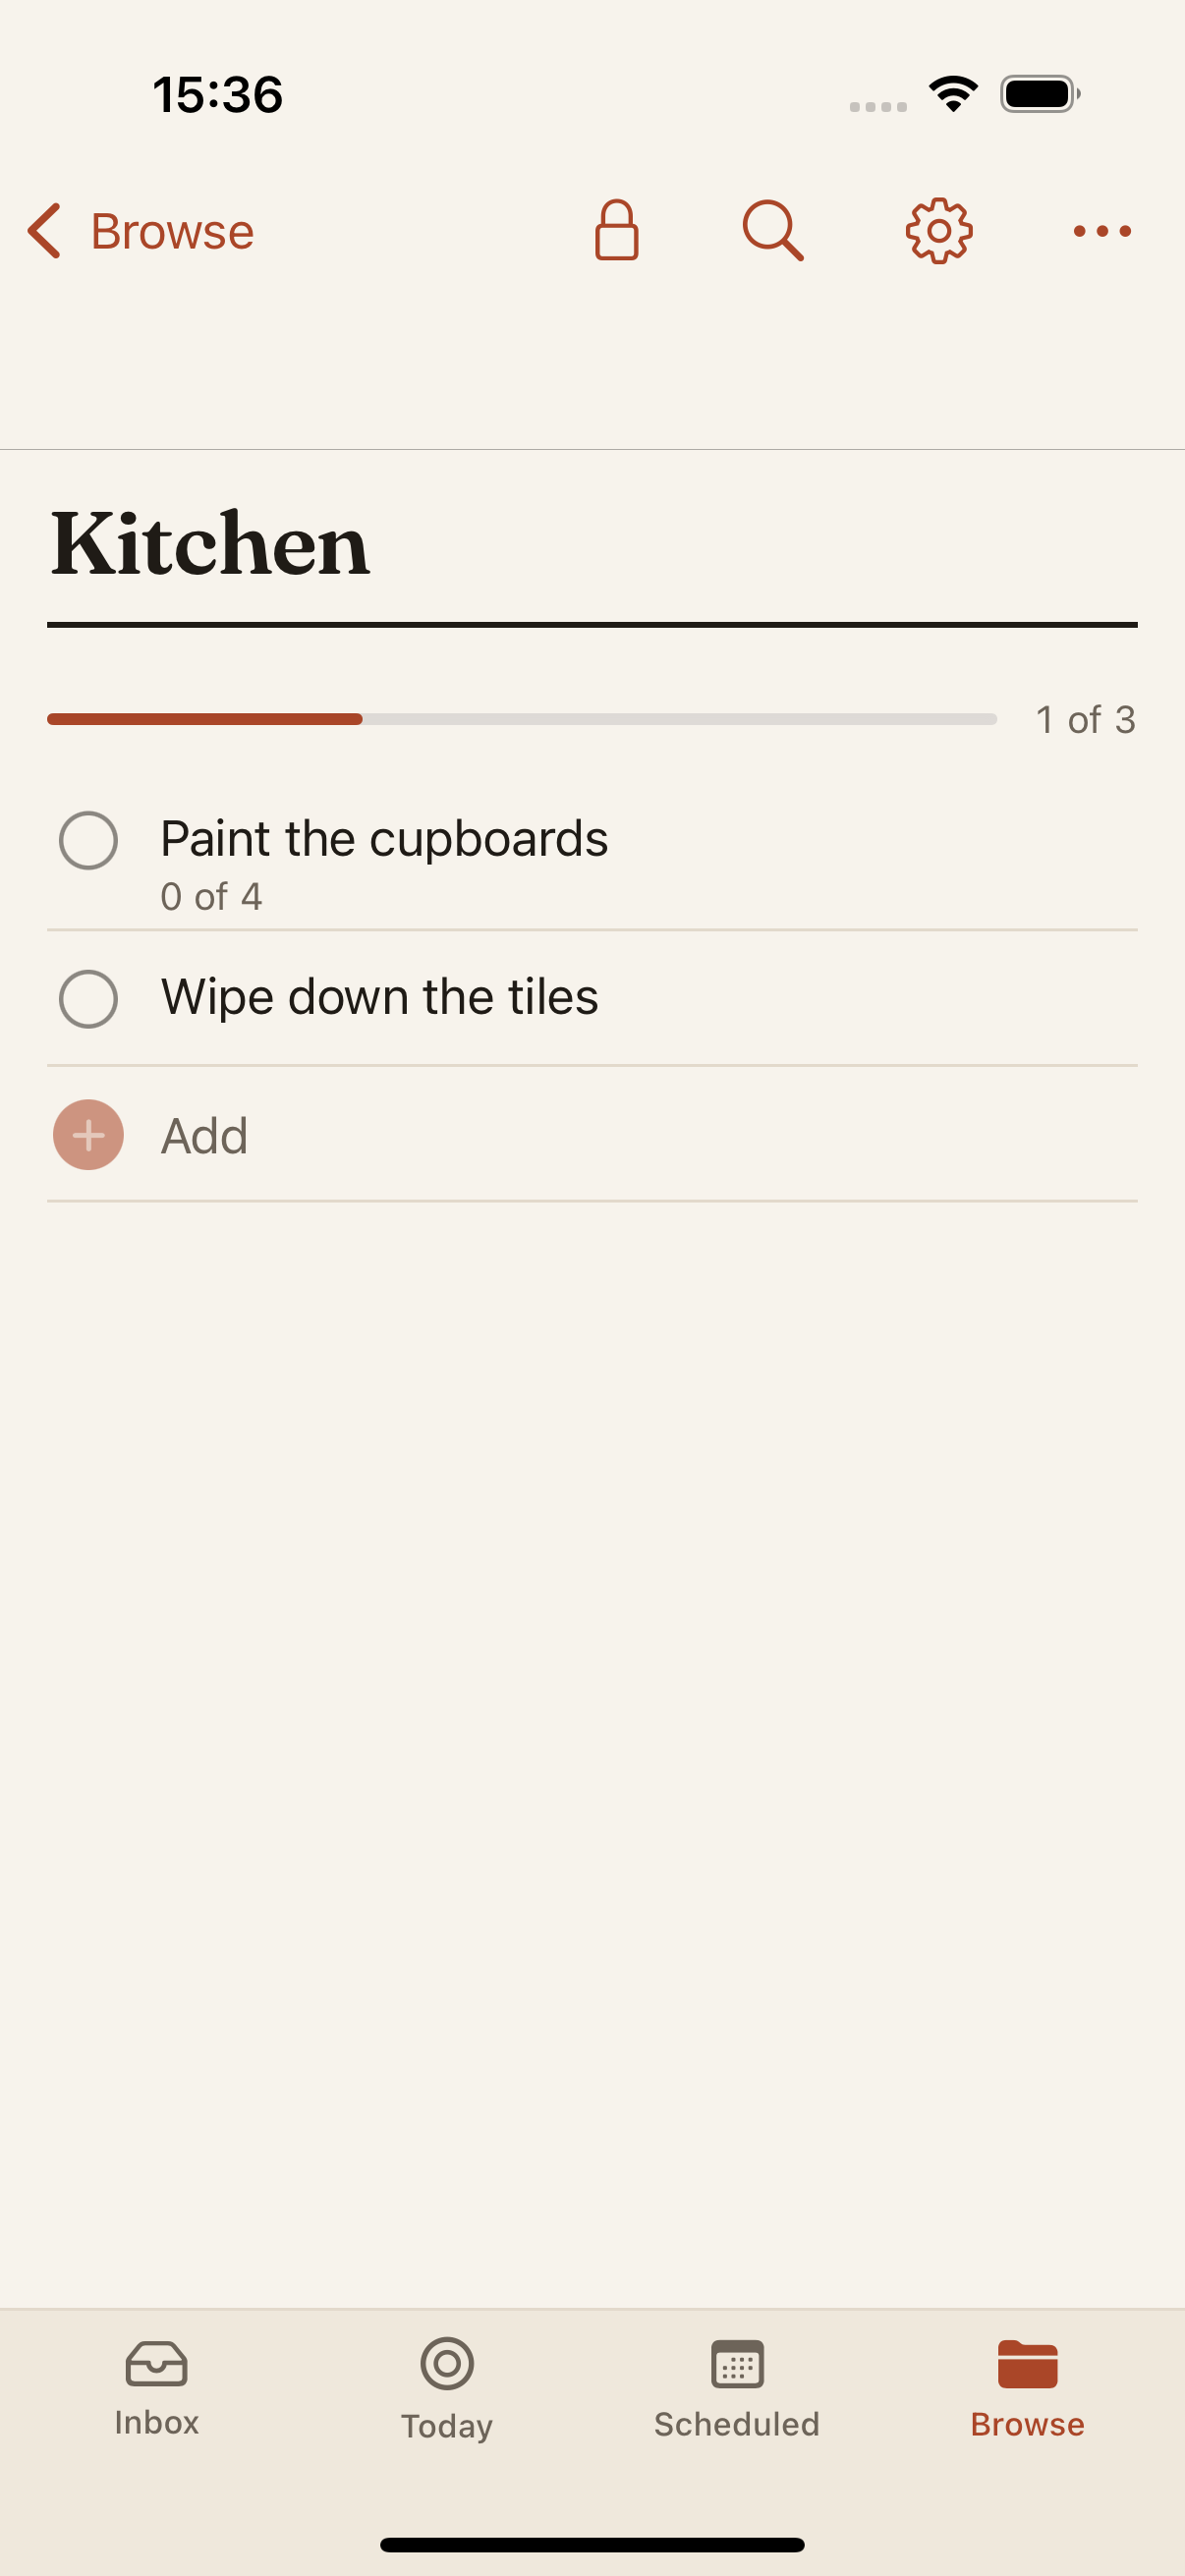 15:36
Browse
Kitchen
1 of 3
Paint the cupboards
0 of 4
Wipe down the tiles
Add
Inbox
Today
Scheduled
Browse